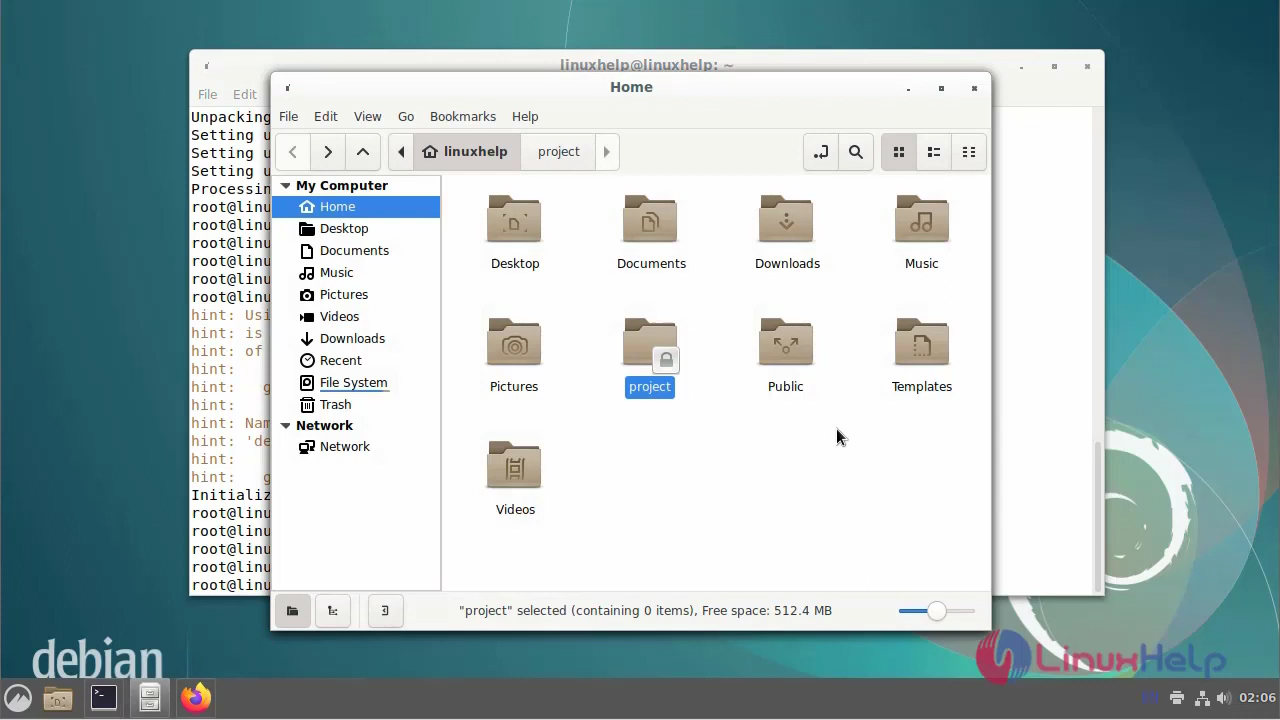 linuxhelp@linuxhelp: ~
File Edit
Unpacking
Setting u
Setting u
Setting u
Processin
root@linu
root@linu
root@linu
root@linu
root@linu
root@linu
hint: Usi
hint: is
hint: of
hint:
hint: g
hint:
hint: Nam
hint: 'de
hint:
hint: g
Initializ
root@linu
root@linu
root@linu
root@linu
root@linu
Home
File Edit View Go Bookmarks Help
linuxhelp project
My Computer
Home
Desktop
Documents
Music
Pictures
Videos
Downloads
Recent
File System
Trash
Network
Network
Desktop Documents Downloads Music
Pictures project Public Templates
Videos
"project" selected (containing 0 items), Free space: 512.4 MB
debian
LinuxHelp
EN 02:06